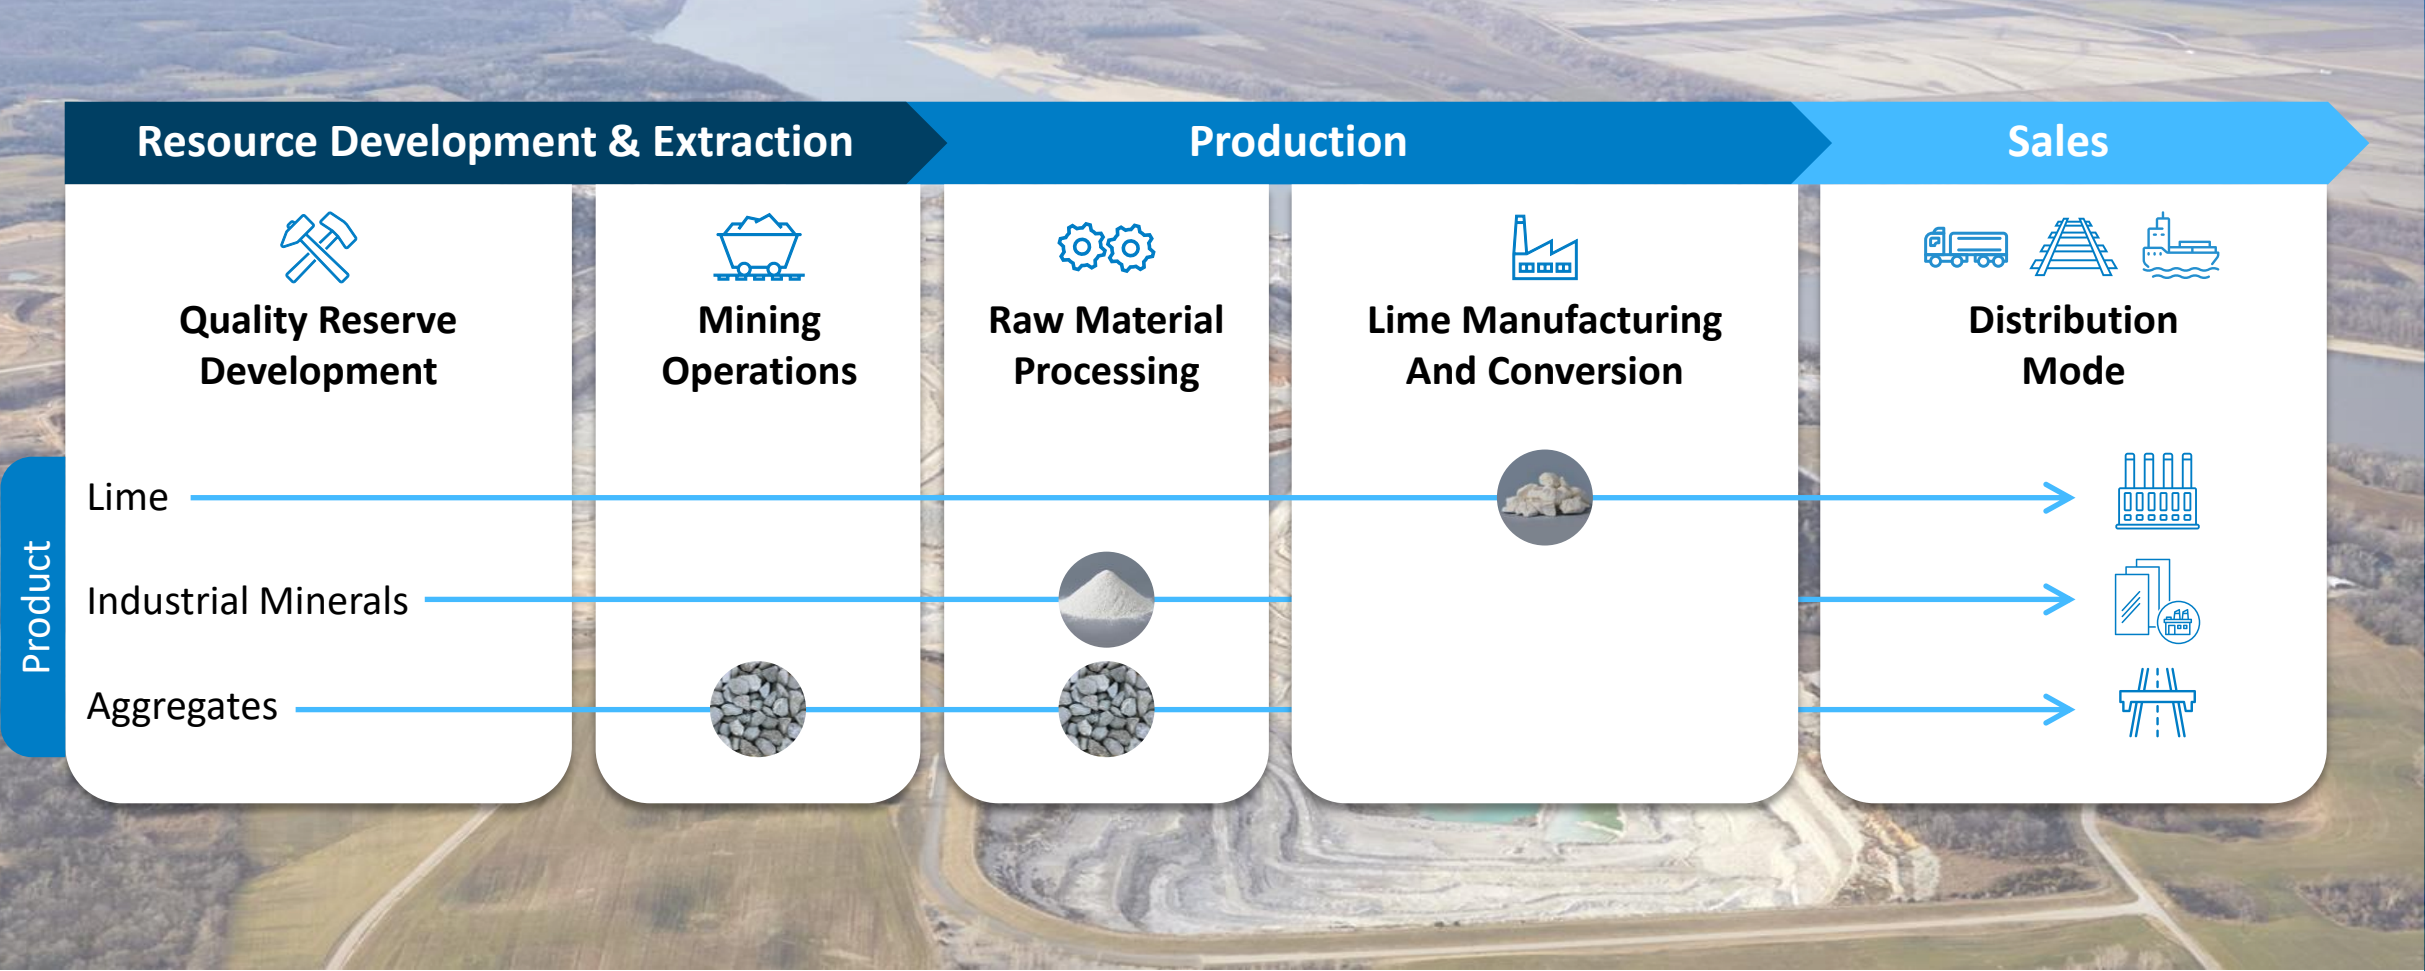 Resource Development & Extraction
Production
Sales
Quality Reserve
Development
Mining
Operations
Raw Material
Processing
Lime Manufacturing
And Conversion
Distribution
Mode
Product
Lime
Industrial Minerals
Aggregates